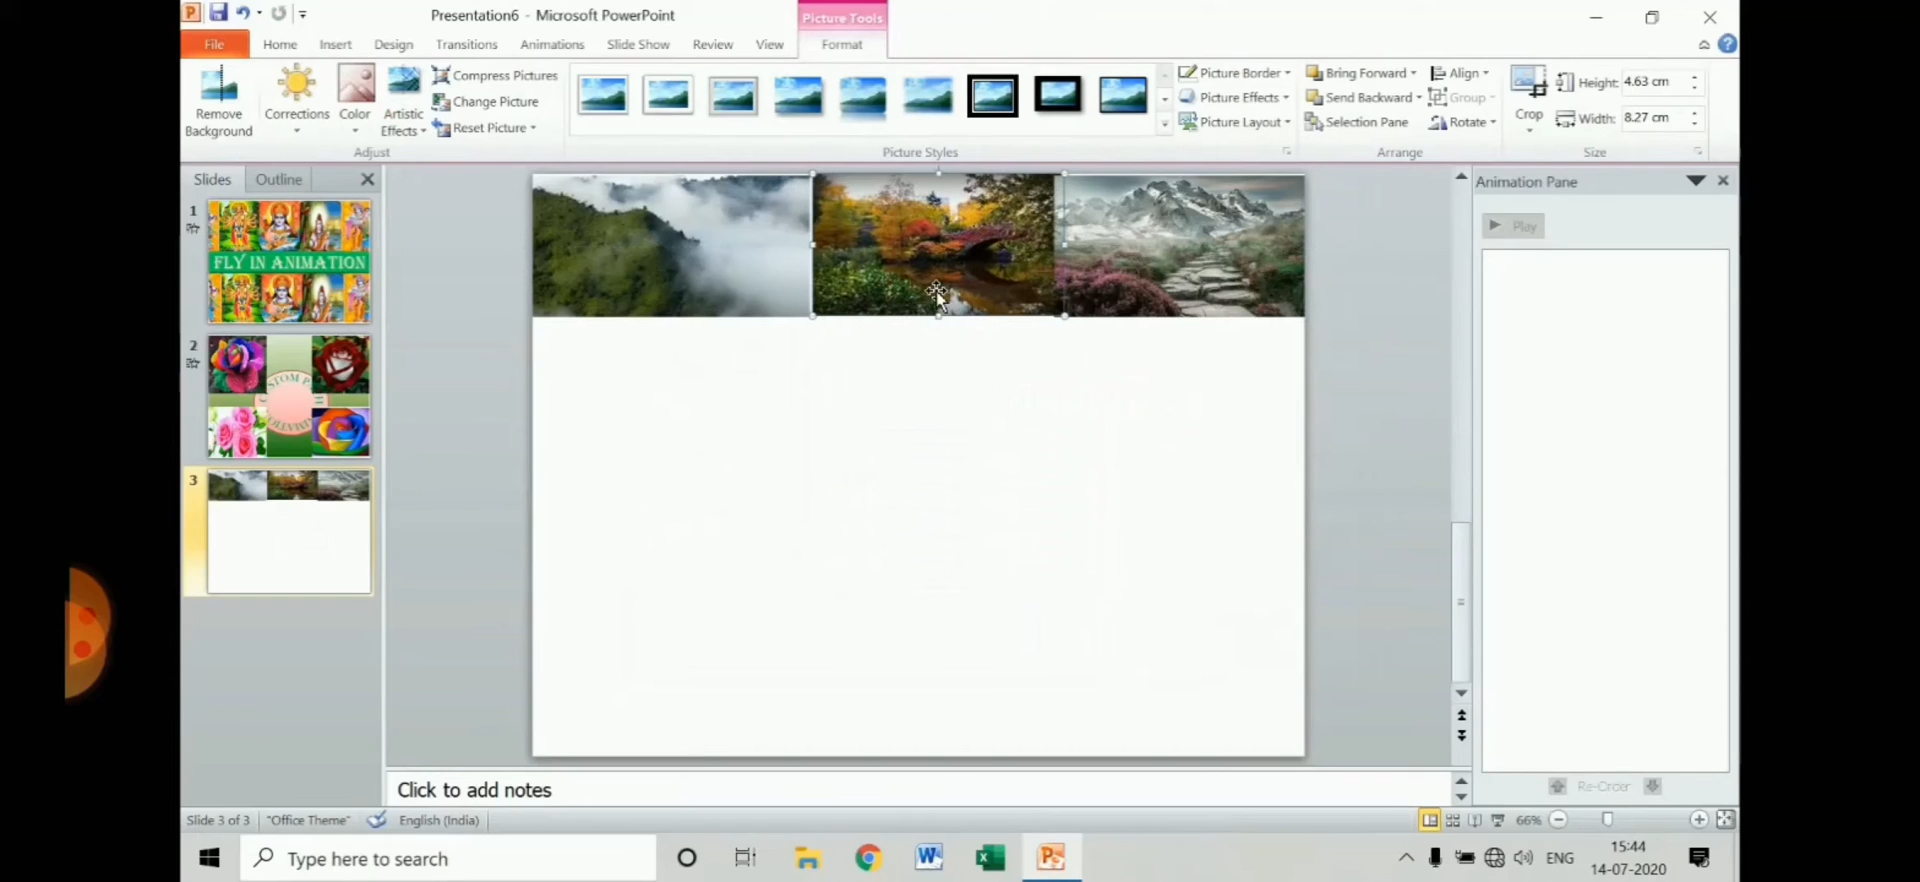 Presentation6 - Microsoft PowerPoint
Picture Tools
File
Home
Insert
Design
Transitions
Animations
Slide Show
Review
View
Format
Remove
Background
Corrections
Color
Artistic
Effects
Compress Pictures
Change Picture
Reset Picture
Adjust
Picture Styles
Picture Border
Picture Effects
Picture Layout
Bring Forward
Send Backward
Selection Pane
Align
Group
Rotate
Arrange
Crop
Height: 4.63 cm
Width: 8.27 cm
Size
Slides
Outline
1
FLY IN ANIMATION
2
3
Animation Pane
Play
Re-Order
Click to add notes
Slide 3 of 3
"Office Theme"
English (India)
66%
Type here to search
ENG
15:44
14-07-2020